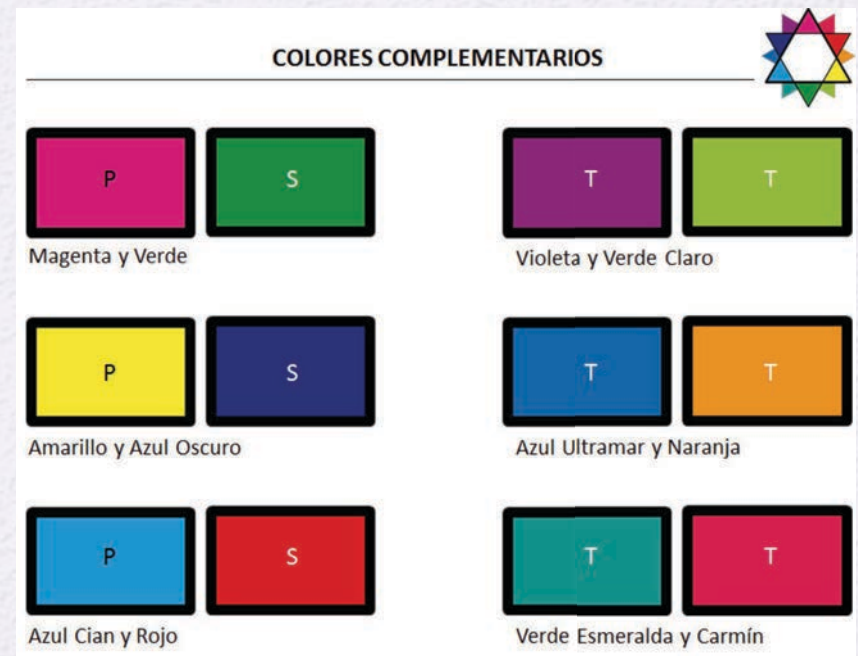 COLORES COMPLEMENTARIOS
P S T T
Magenta y Verde
Violeta y Verde Claro
P S T T
Amarillo y Azul Oscuro
Azul Ultramar y Naranja
P S T T
Azul Cian y Rojo
Verde Esmeralda y Carmín